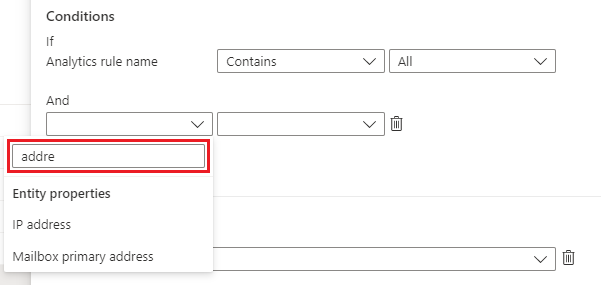 Conditions
If
Analytics rule name Contains All
And
addre
Entity properties
IP address
Mailbox primary address